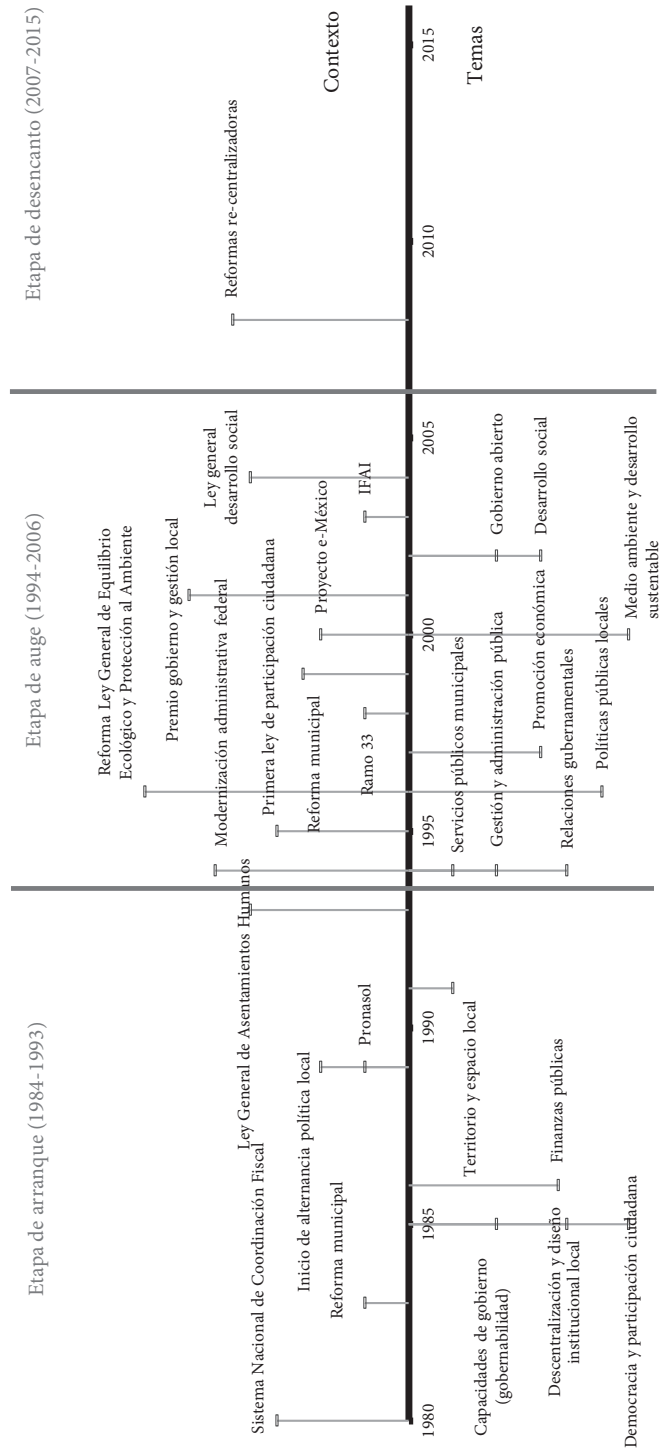 Etapa de arranque (1984-1993)
Etapa de auge (1994-2006)
Etapa de desencanto (2007-2015)
Reforma Ley General de Equilibrio
Ecológico y Protección al Ambiente
Premio gobierno y gestión local
Modernización administrativa federal
Ley general
desarrollo social
Reformas re-centralizadoras
Ley General de Asentamientos Humanos
Sistema Nacional de Coordinación Fiscal
Primera ley de participación ciudadana
Inicio de alternancia política local
Reforma municipal
Proyecto e-México
Reforma municipal
Pronasol
Ramo 33
IFAI
Contexto
1980
1985
1990
1995
2000
2005
2010
2015
Temas
Territorio y espacio local
Servicios públicos municipales
Capacidades de gobierno
(gobernabilidad)
Gestión y administración pública
Gobierno abierto
Descentralización y diseño
institucional local
Finanzas públicas
Promoción económica
Desarrollo social
Relaciones gubernamentales
Políticas públicas locales
Democracia y participación ciudadana
Medio ambiente y desarrollo
sustentable